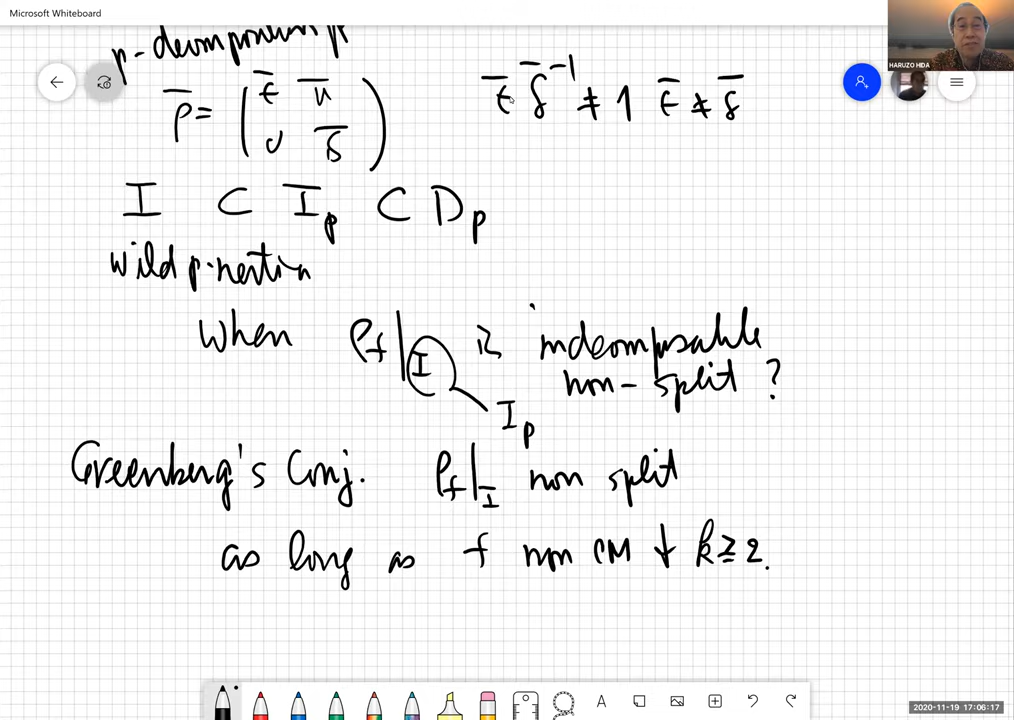 Microsoft Whiteboard
p-decomposition
ρ̄ = ( ε̄ ū
0 δ̄ ) ε̄ δ̄⁻¹ ≠ 1 ε̄ ≠ δ̄
I ⊂ I_p ⊂ D_p
wild p-inertia
When ρ_f|_I is indecomposable
non-split ?
I_p
Greenberg's Conj. ρ_f|_I non split
as long as f non CM + k ≥ 2.
HARUZO HIDA
2020-11-19 17:06:17